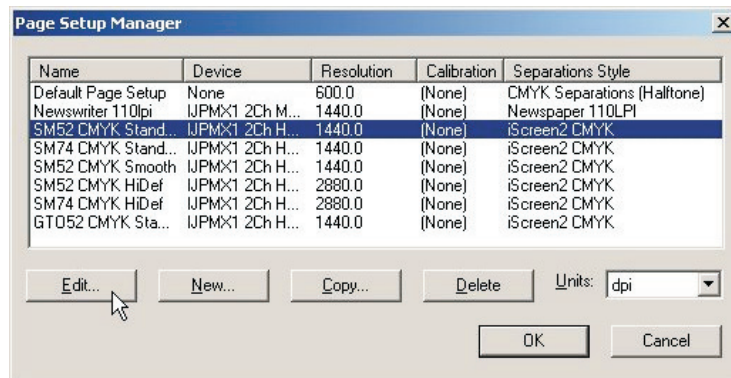 Page Setup Manager
Name Device Resolution Calibration Separations Style
Default Page Setup None 600.0 (None) CMYK Separations (Halftone)
Newswriter 110lpi IJPMX1 2Ch M... 1440.0 (None) Newspaper 110LPI
SM52 CMYK Stand... IJPMX1 2Ch H... 1440.0 (None) iScreen2 CMYK
SM74 CMYK Stand... IJPMX1 2Ch H... 1440.0 (None) iScreen2 CMYK
SM52 CMYK Smooth IJPMX1 2Ch H... 1440.0 (None) iScreen2 CMYK
SM52 CMYK HiDef IJPMX1 2Ch H... 2880.0 (None) iScreen2 CMYK
SM74 CMYK HiDef IJPMX1 2Ch H... 2880.0 (None) iScreen2 CMYK
GTO52 CMYK Sta... IJPMX1 2Ch H... 1440.0 (None) iScreen2 CMYK
Edit... New... Copy... Delete Units: dpi
OK Cancel